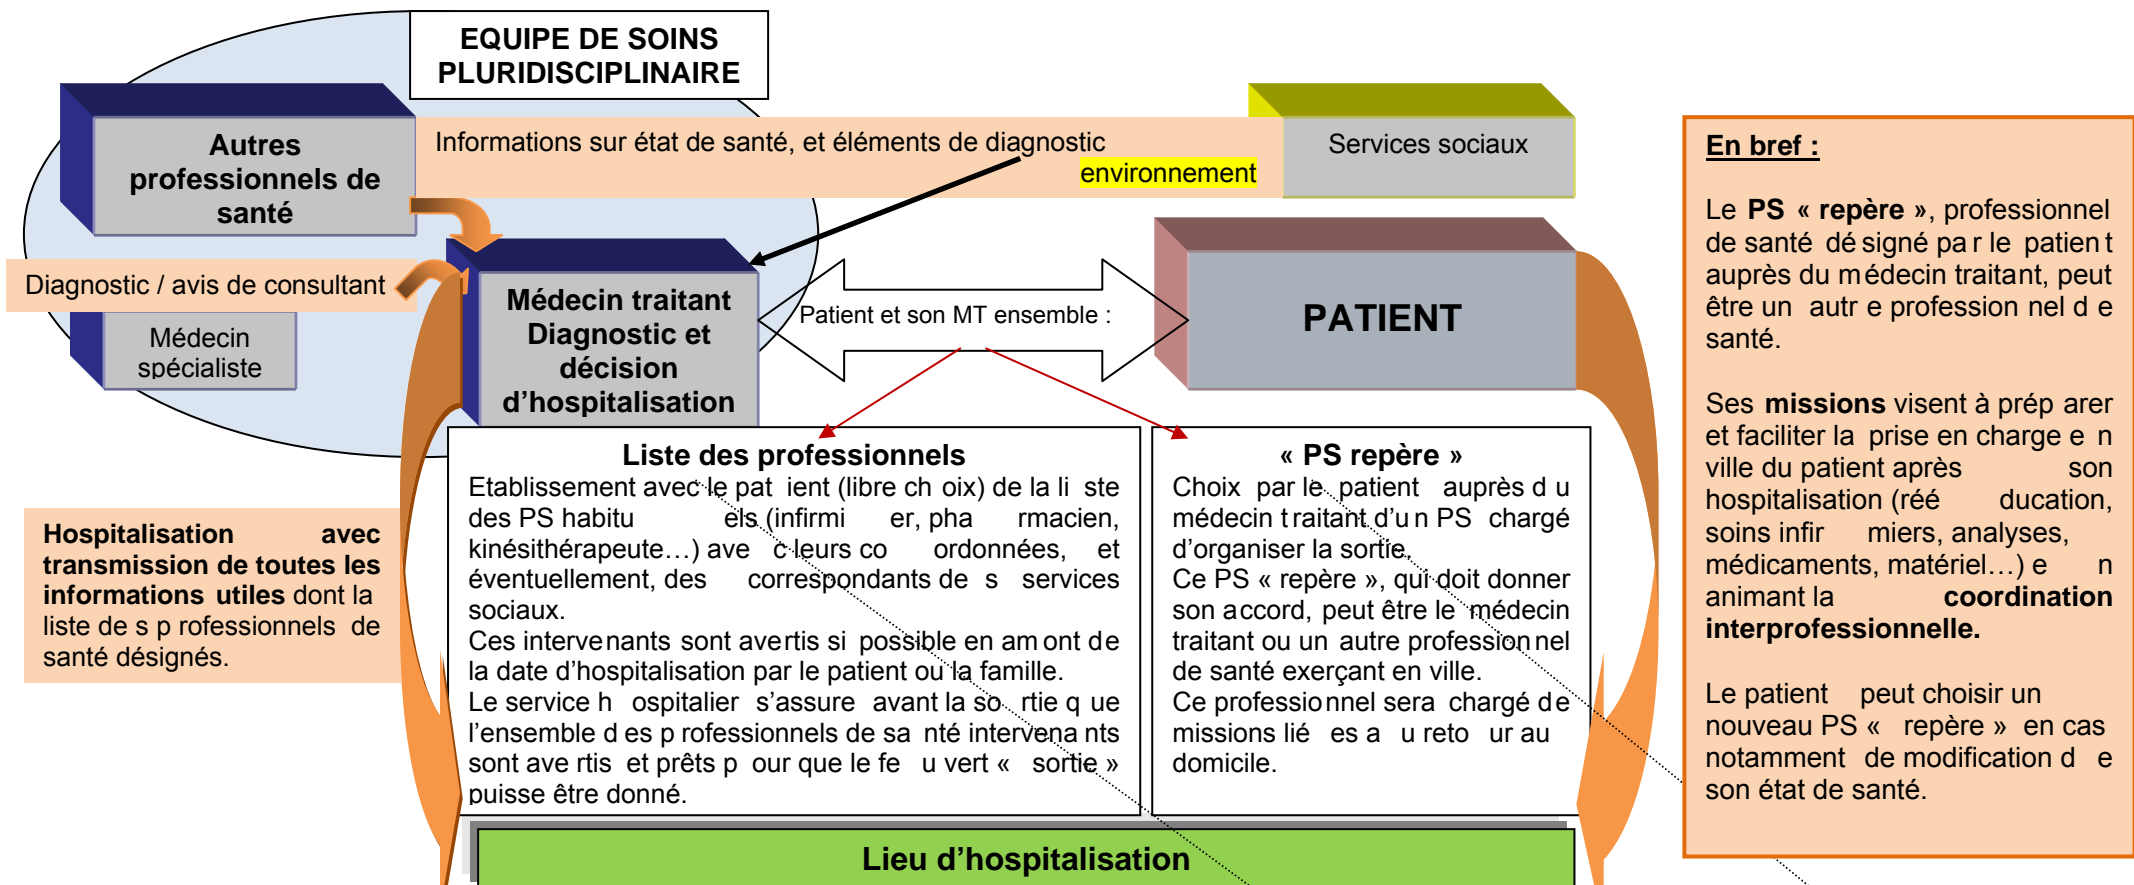 EQUIPE DE SOINS
PLURIDISCIPLINAIRE
Autres
professionnels de
santé
Informations sur état de santé, et éléments de diagnostic
environnement
Services sociaux
Diagnostic / avis de consultant
Médecin
spécialiste
Médecin traitant
Diagnostic et
décision
d’hospitalisation
Patient et son MT ensemble :
PATIENT
Hospitalisation avec
transmission de toutes les
informations utiles dont la
liste des professionnels de
santé désignés.
Liste des professionnels
Etablissement avec le patient (libre choix) de la liste
des PS habituels (infirmier, pharmacien,
kinésithérapeute…) avec leurs coordonnées, et
éventuellement, des correspondants des services
sociaux.
Ces intervenants sont avertis si possible en amont de
la date d’hospitalisation par le patient ou la famille.
Le service hospitalier s’assure avant la sortie que
l’ensemble des professionnels de santé intervenants
sont avertis et prêts pour que le feu vert « sortie »
puisse être donné.
« PS repère »
Choix par le patient auprès du
médecin traitant d’un PS chargé
d’organiser la sortie.
Ce PS « repère », qui doit donner
son accord, peut être le médecin
traitant ou un autre professionnel
de santé exerçant en ville.
Ce professionnel sera chargé de
missions liées au retour au
domicile.
Lieu d’hospitalisation
En bref :
Le PS « repère », professionnel
de santé désigné par le patient
auprès du médecin traitant, peut
être un autre professionnel de
santé.
Ses missions visent à préparer
et faciliter la prise en charge en
ville du patient après son
hospitalisation (rééducation,
soins infirmiers, analyses,
médicaments, matériel…) en
animant la coordination
interprofessionnelle.
Le patient peut choisir un
nouveau PS « repère » en cas
notamment de modification de
son état de santé.